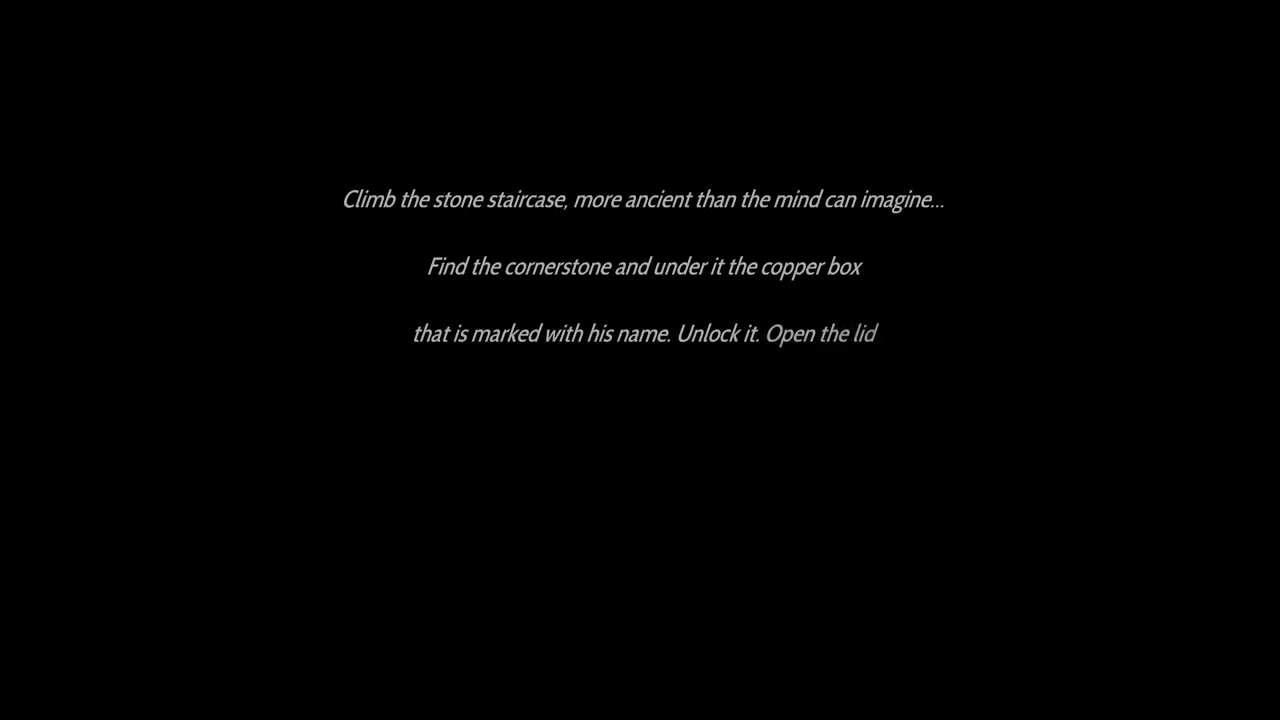 Climb the stone staircase, more ancient than the mind can imagine...
Find the cornerstone and under it the copper box
that is marked with his name. Unlock it. Open the lid